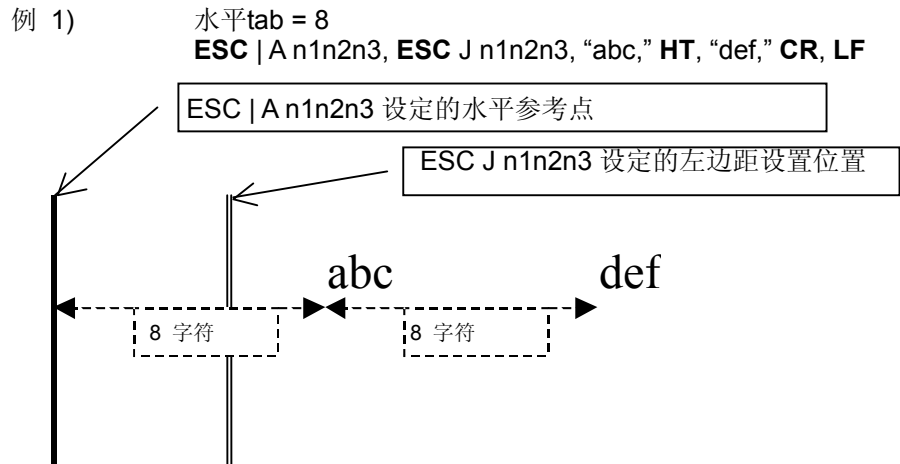 例 1) 水平tab = 8
ESC | A n1n2n3, ESC J n1n2n3, “abc,” HT, “def,” CR, LF
ESC | A n1n2n3 设定的水平参考点
ESC J n1n2n3 设定的左边距设置位置
abc def
8 字符 8 字符